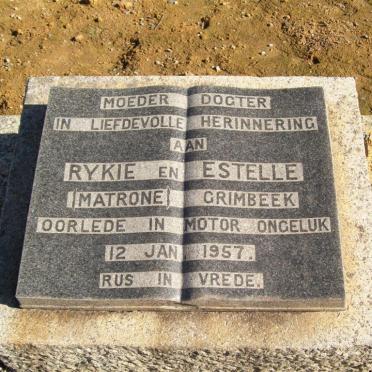 MOEDER DOGTER
IN LIEFDEVOLLE HERINNERING
AAN
RYKIE EN ESTELLE
(MATRONE) GRIMBEEK
OORLEDE IN MOTOR ONGELUK
12 JAN. 1957.
RUS IN VREDE.